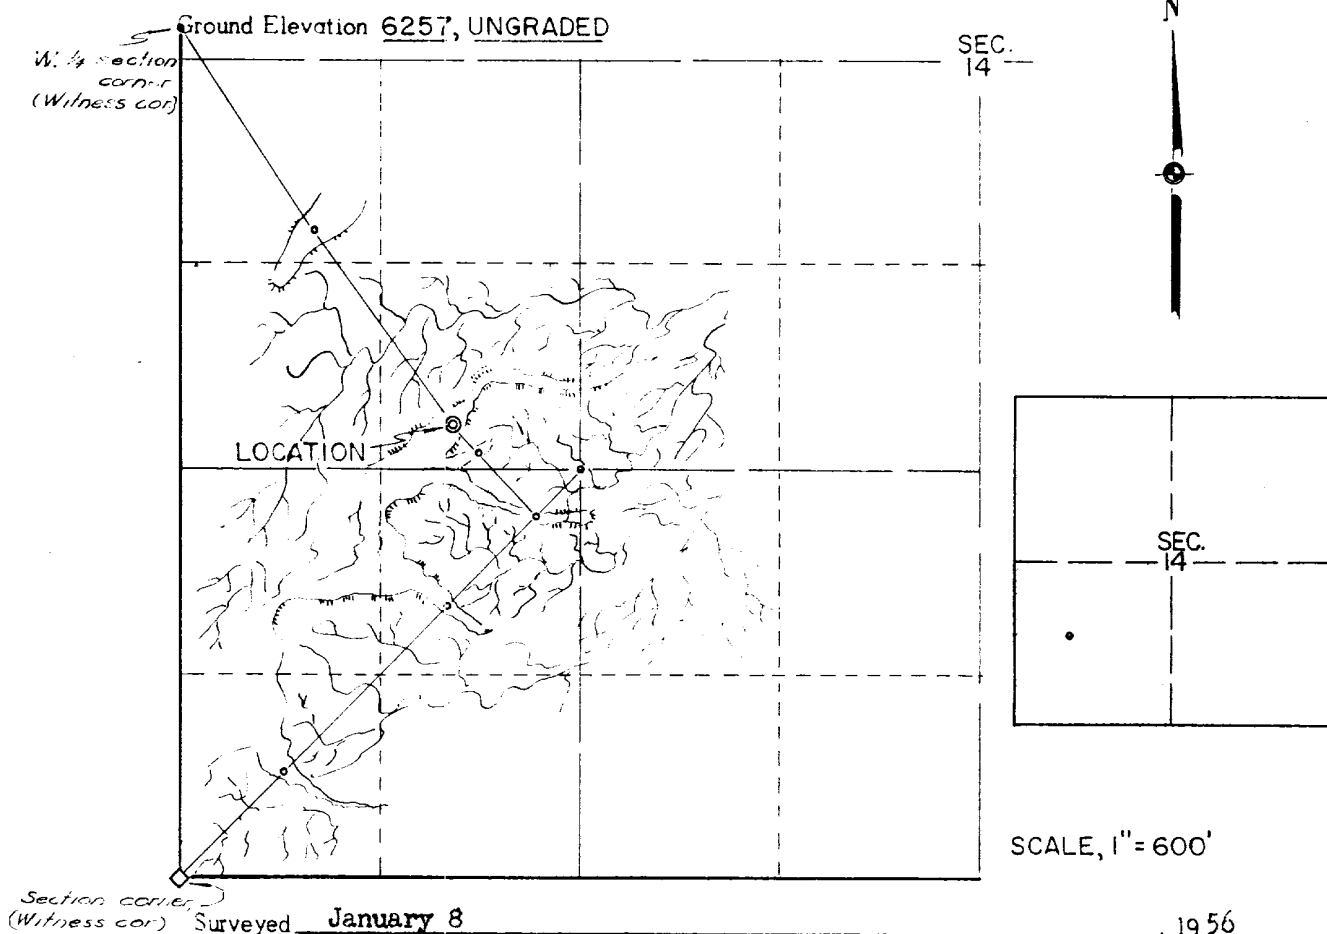 Ground Elevation 6257', UNGRADED
N
W. ¼ section
corner
(Witness cor)
SEC.
14
LOCATION
SEC.
14
SCALE, 1" = 600'
Section corner,
(Witness cor)
Surveyed January 8 , 1956